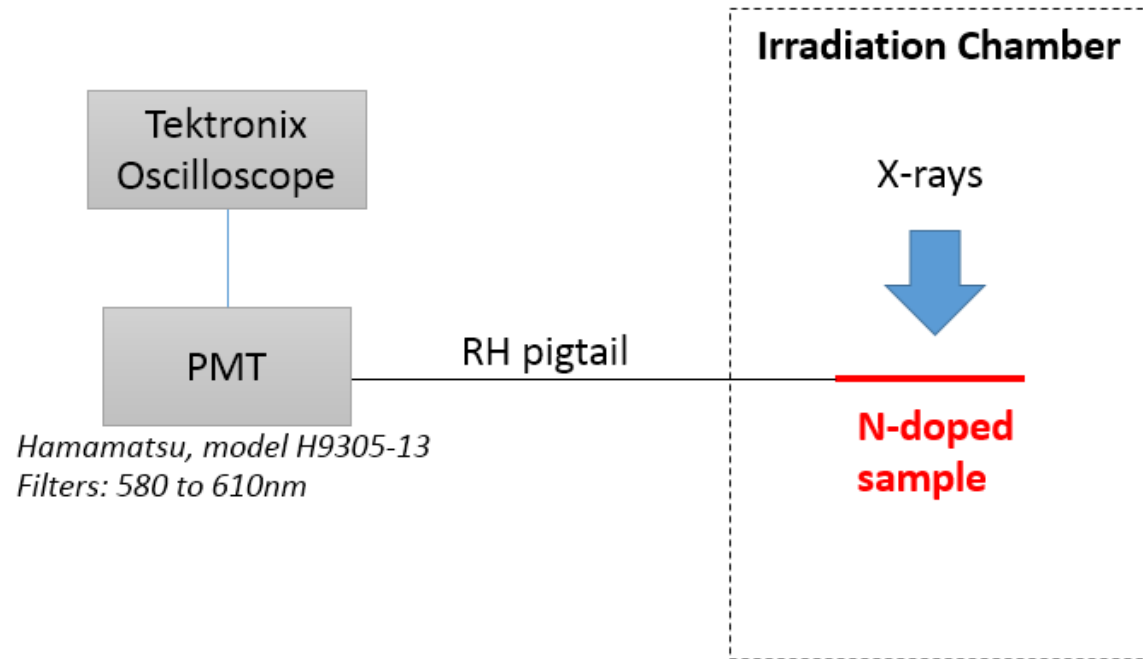 Irradiation Chamber
Tektronix
Oscilloscope
X-rays
PMT
RH pigtail
Hamamatsu, model H9305-13
Filters: 580 to 610nm
N-doped
sample